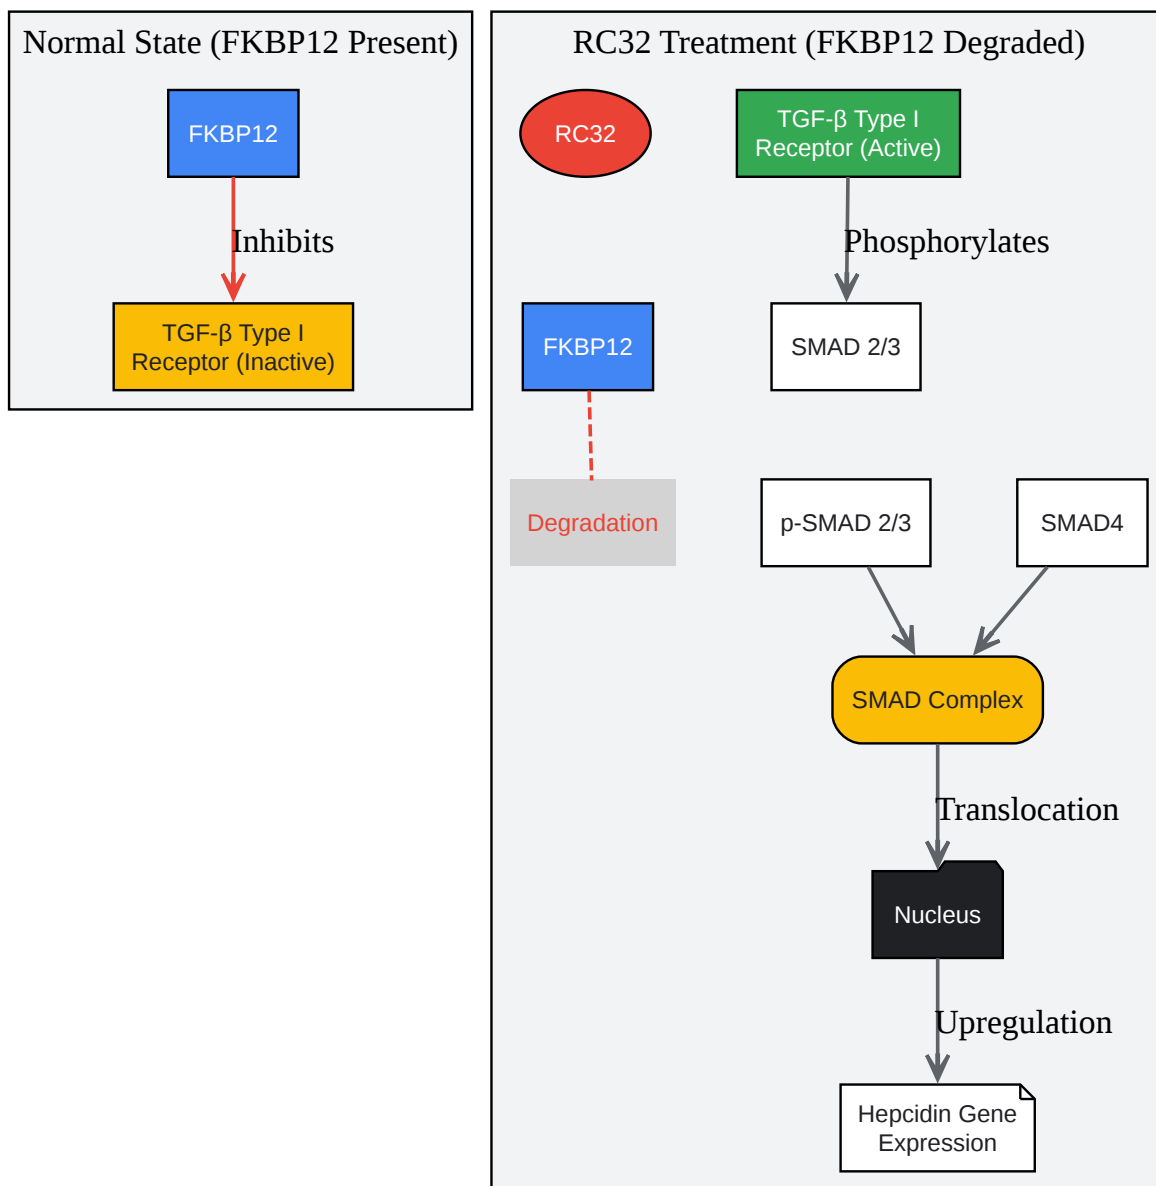 Normal State (FKBP12 Present)
FKBP12
Inhibits
TGF-β Type I
Receptor (Inactive)
RC32 Treatment (FKBP12 Degraded)
RC32
TGF-β Type I
Receptor (Active)
Phosphorylates
FKBP12
SMAD 2/3
Degradation
p-SMAD 2/3
SMAD4
SMAD Complex
Translocation
Nucleus
Upregulation
Hepcidin Gene
Expression